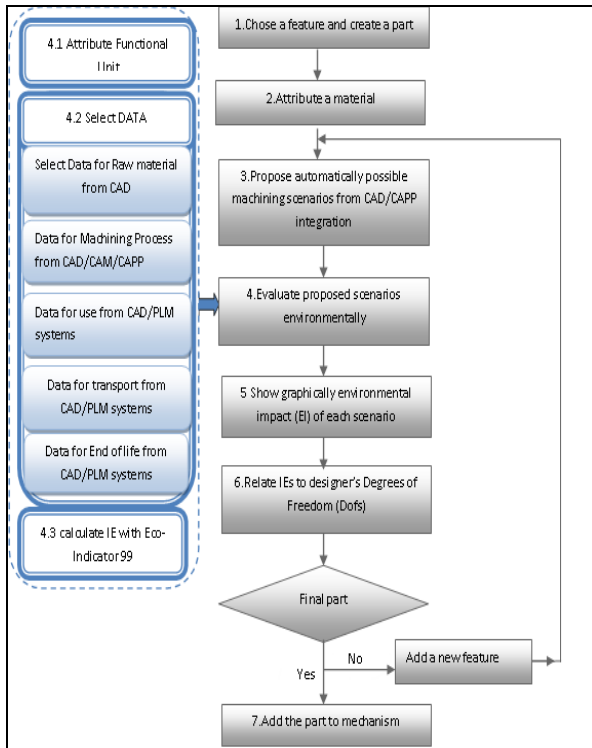 4.1 Attribute Functional
Unit
4.2 Select DATA
Select Data for Raw material
from CAD
Data for Machining Process
from CAD/CAM/CAPP
Data for use from CAD/PLM
systems
Data for transport from
CAD/PLM systems
Data for End of life from
CAD/PLM systems
4.3 calculate IE with Eco-
Indicator 99
1.Chose a feature and create a part
2.Attribute a material
3.Propose automatically possible
machining scenarios from CAD/CAPP
integration
4.Evaluate proposed scenarios
environmentally
5 Show graphically environmental
impact (EI) of each scenario
6.Relate IEs to designer's Degrees of
Freedom (Dofs)
Final part
No
Add a new feature
Yes
7.Add the part to mechanism